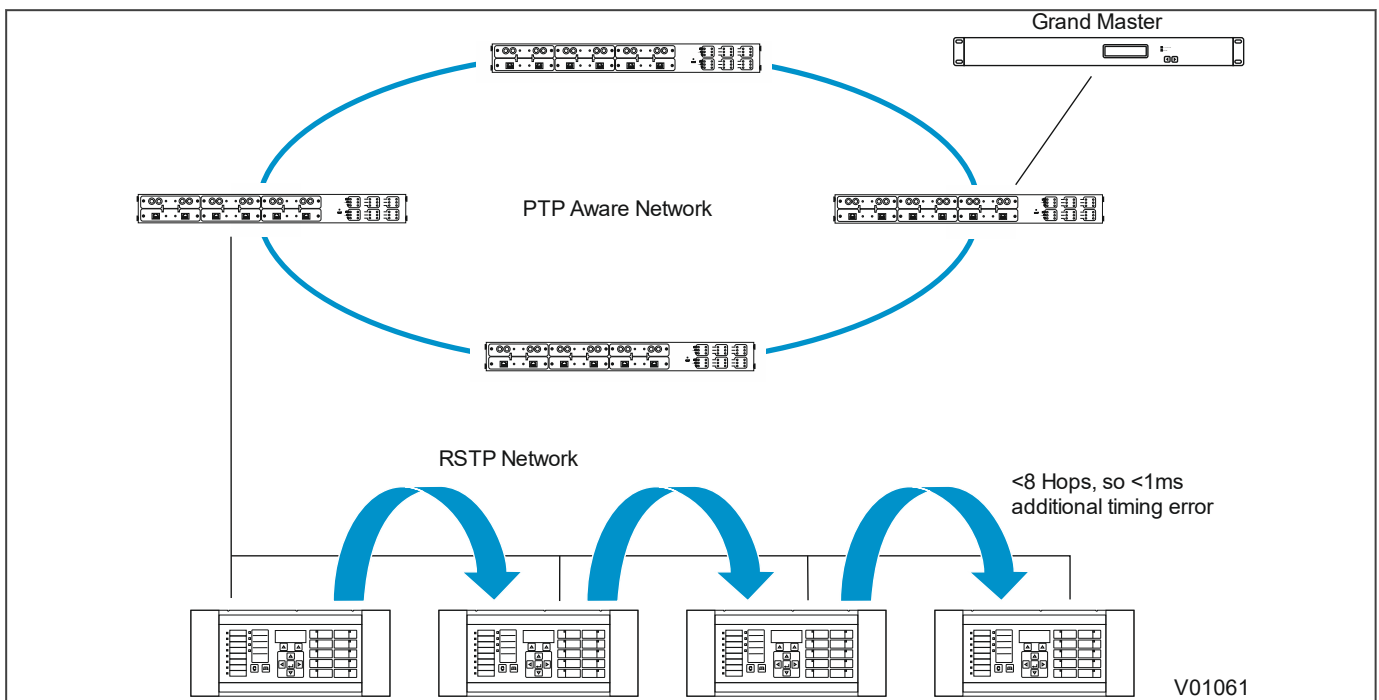 Grand Master
PTP Aware Network
RSTP Network
<8 Hops, so <1ms
additional timing error
V01061